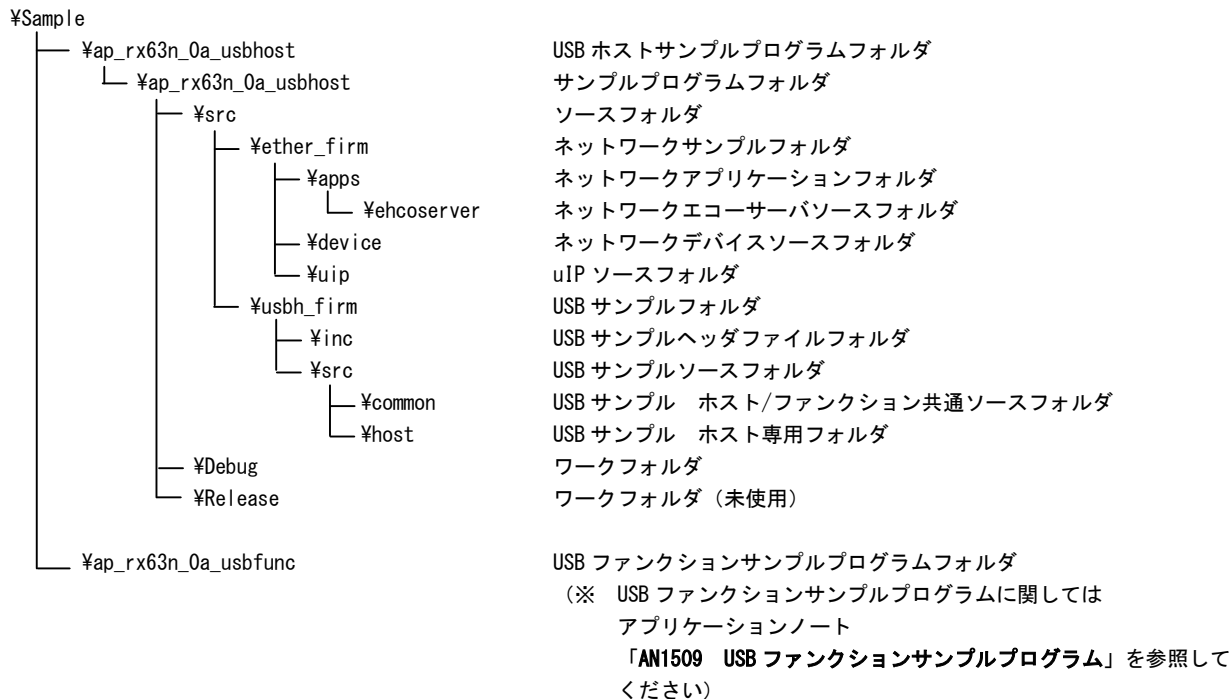 ¥Sample
¥ap_rx63n_0a_usbhost USB ホストサンプルプログラムフォルダ
¥ap_rx63n_0a_usbhost サンプルプログラムフォルダ
¥src ソースフォルダ
¥ether_firm ネットワークサンプルフォルダ
¥apps ネットワークアプリケーションフォルダ
¥ehcoserver ネットワークエコーサーバソースフォルダ
¥device ネットワークデバイスソースフォルダ
¥uip uIP ソースフォルダ
¥usbh_firm USB サンプルフォルダ
¥inc USB サンプルヘッダファイルフォルダ
¥src USB サンプルソースフォルダ
¥common USB サンプル　ホスト/ファンクション共通ソースフォルダ
¥host USB サンプル　ホスト専用フォルダ
¥Debug ワークフォルダ
¥Release ワークフォルダ（未使用）
¥ap_rx63n_0a_usbfunc USB ファンクションサンプルプログラムフォルダ
（※　USB ファンクションサンプルプログラムに関しては
アプリケーションノート
「AN1509　USB ファンクションサンプルプログラム」を参照して
ください）